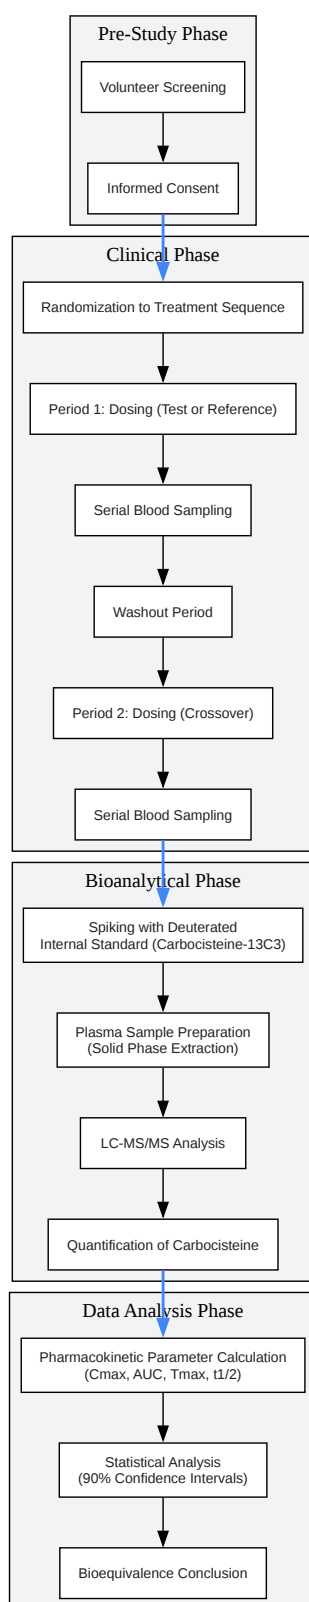 Pre-Study Phase
Volunteer Screening
Informed Consent
Clinical Phase
Randomization to Treatment Sequence
Period 1: Dosing (Test or Reference)
Serial Blood Sampling
Washout Period
Period 2: Dosing (Crossover)
Serial Blood Sampling
Bioanalytical Phase
Spiking with Deuterated
Internal Standard (Carbocisteine-13C3)
Plasma Sample Preparation
(Solid Phase Extraction)
LC-MS/MS Analysis
Quantification of Carbocisteine
Data Analysis Phase
Pharmacokinetic Parameter Calculation
(Cmax, AUC, Tmax, t1/2)
Statistical Analysis
(90% Confidence Intervals)
Bioequivalence Conclusion